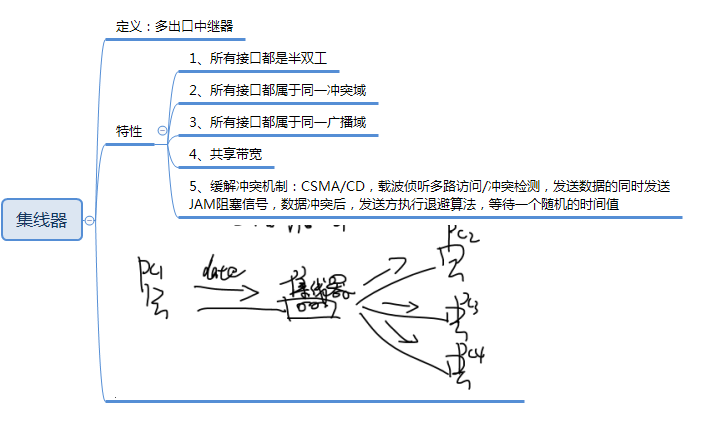 定义：多出口中继器
1、所有接口都是半双工
2、所有接口都属于同一冲突域
特性
3、所有接口都属于同一广播域
4、共享带宽
5、缓解冲突机制：CSMA/CD，载波侦听多路访问/冲突检测，发送数据的同时发送
JAM阻塞信号，数据冲突后，发送方执行退避算法，等待一个随机的时间值
集线器
PC2
PC1
date
集线器
PC3
PC4